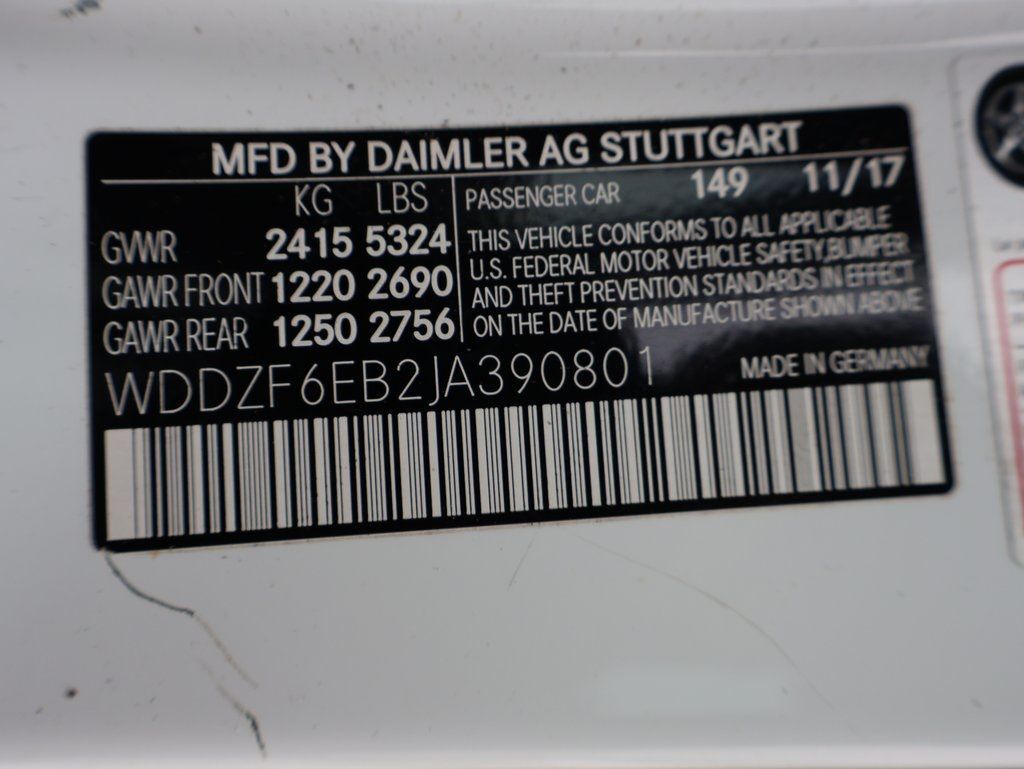 MFD BY DAIMLER AG STUTTGART
KG LBS
GVWR 2415 5324
GAWR FRONT 1220 2690
GAWR REAR 1250 2756
PASSENGER CAR 149 11/17
THIS VEHICLE CONFORMS TO ALL APPLICABLE
U.S. FEDERAL MOTOR VEHICLE SAFETY,BUMPER
AND THEFT PREVENTION STANDARDS IN EFFECT
ON THE DATE OF MANUFACTURE SHOWN ABOVE
WDDZF6EB2JA390801 MADE IN GERMANY